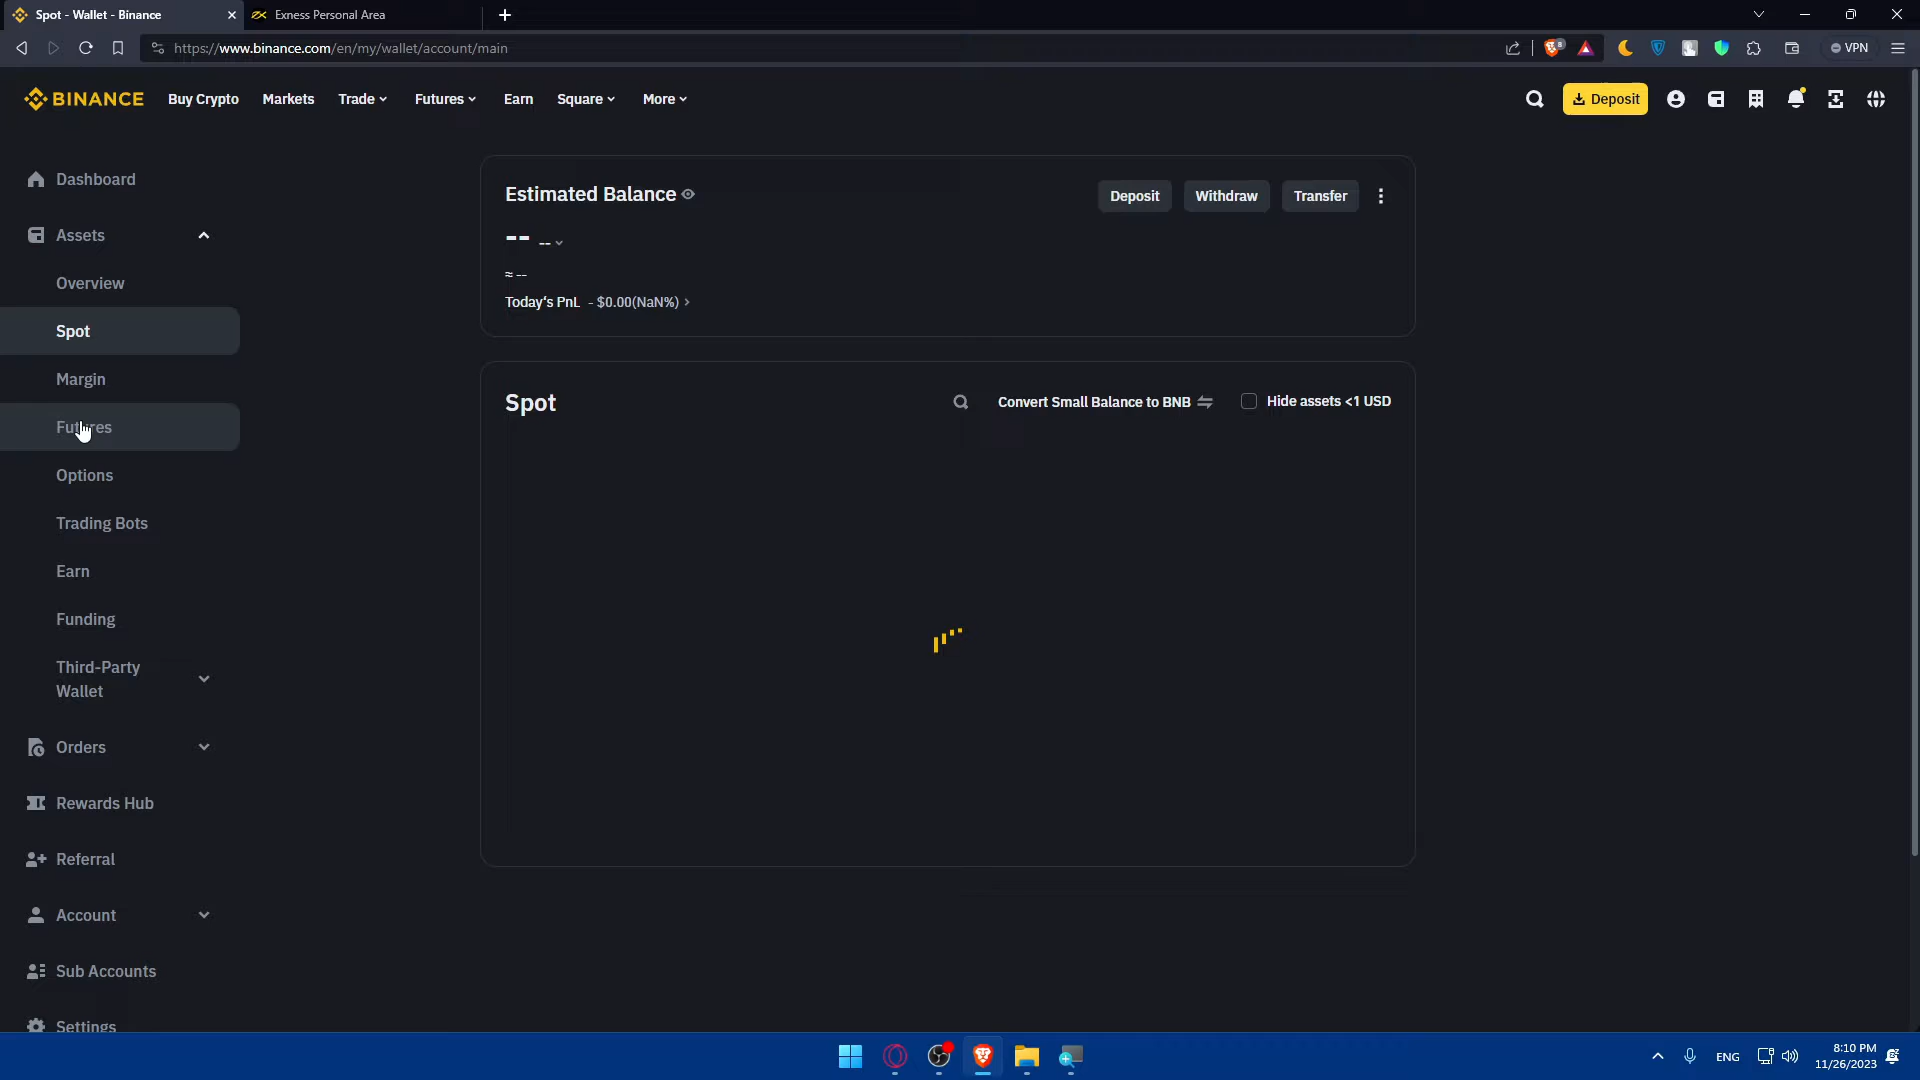 Spot - Wallet - Binance
Exness Personal Area
https://www.binance.com/en/my/wallet/account/main
VPN
BINANCE
Buy Crypto
Markets
Trade
Futures
Earn
Square
More
Deposit
Dashboard
Assets
Overview
Spot
Margin
Futures
Options
Trading Bots
Earn
Funding
Third-Party
Wallet
Orders
Rewards Hub
Referral
Account
Sub Accounts
Settings
Estimated Balance
Deposit
Withdraw
Transfer
-- --
≈ --
Today's PnL - $0.00(NaN%)
Spot
Convert Small Balance to BNB
Hide assets <1 USD
ENG
8:10 PM
11/26/2023